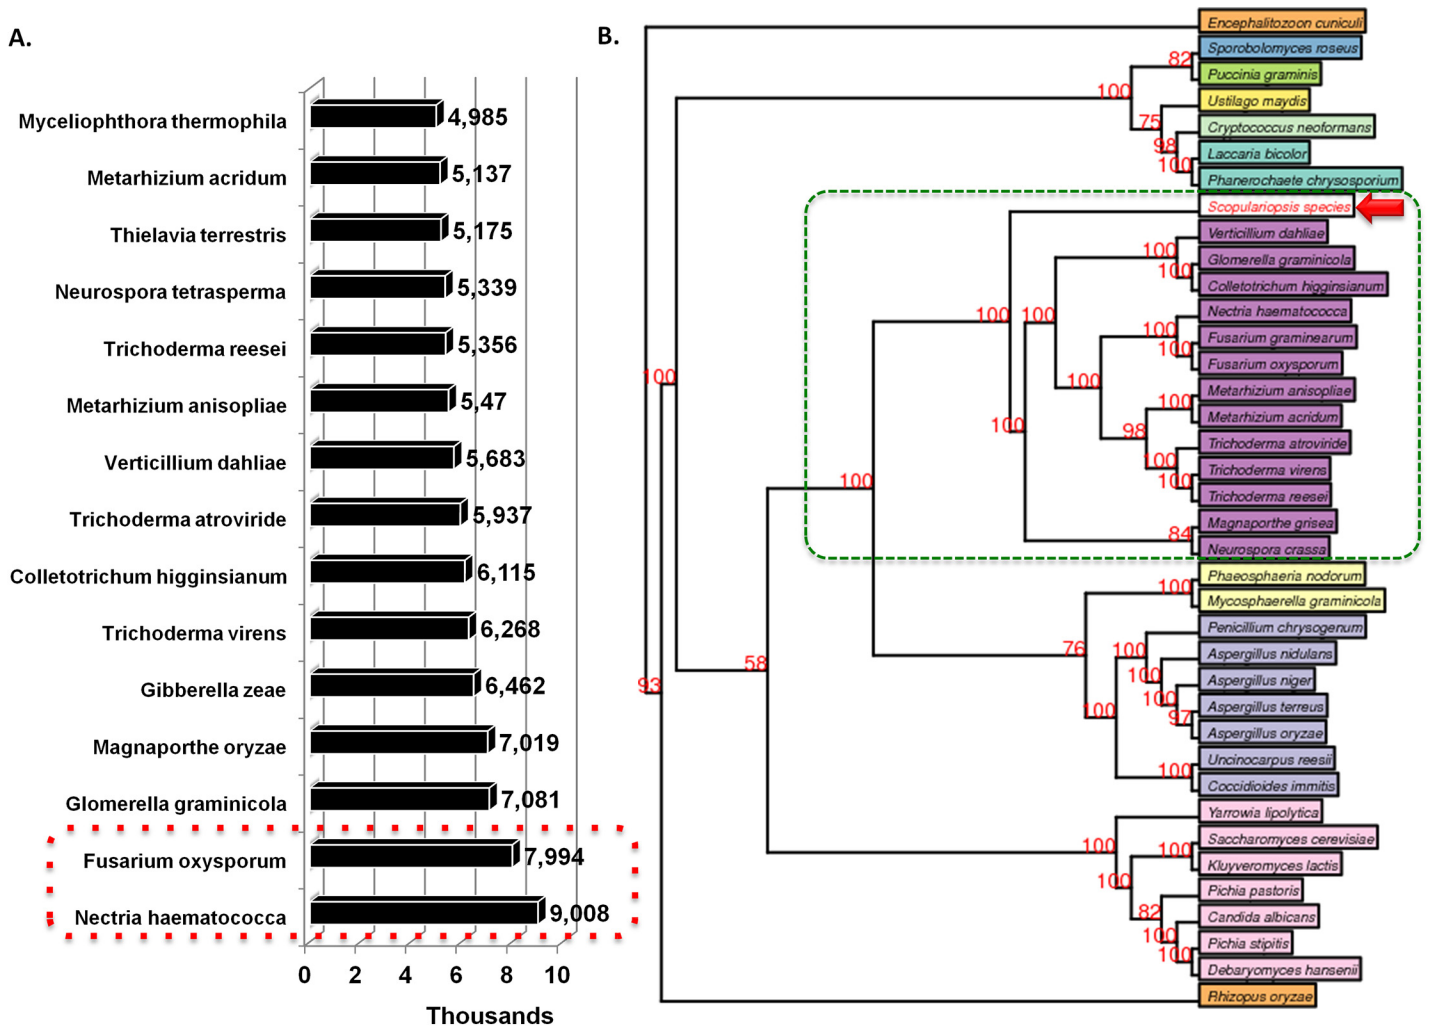 A.
Myceliophthora thermophila 4,985
Metarhizium acridum 5,137
Thielavia terrestris 5,175
Neurospora tetrasperma 5,339
Trichoderma reesei 5,356
Metarhizium anisopliae 5,47
Verticillium dahliae 5,683
Trichoderma atroviride 5,937
Colletotrichum higginsianum 6,115
Trichoderma virens 6,268
Gibberella zeae 6,462
Magnaporthe oryzae 7,019
Glomerella graminicola 7,081
Fusarium oxysporum 7,994
Nectria haematococca 9,008
0 2 4 6 8 10
Thousands
B.
Encephalitozoon cuniculi
Sporobolomyces roseus
82
Puccinia graminis
100
Ustilago maydis
75
Cryptococcus neoformans
98
Laccaria bicolor
100
Phanerochaete chrysosporium
Scopulariopsis species
Verticillium dahliae
100
Glomerella graminicola
100
Colletotrichum higginsianum
Nectria haematococca
100 100
100
Fusarium graminearum
100
Fusarium oxysporum
100
100
Metarhizium anisopliae
100
Metarhizium acridum
100
98
Trichoderma atroviride
100
Trichoderma virens
100
100
Trichoderma reesei
Magnaporthe grisea
84
Neurospora crassa
Phaeosphaeria nodorum
100
Mycosphaerella graminicola
Penicillium chrysogenum
76
100
Aspergillus nidulans
58
100
Aspergillus niger
93
100
Aspergillus terreus
100
97
Aspergillus oryzae
Uncinocarpus reesii
100
Coccidioides immitis
Yarrowia lipolytica
Saccharomyces cerevisiae
100
100
Kluyveromyces lactis
100
Pichia pastoris
82
Candida albicans
100
Pichia stipitis
100
Debaryomyces hansenii
Rhizopus oryzae